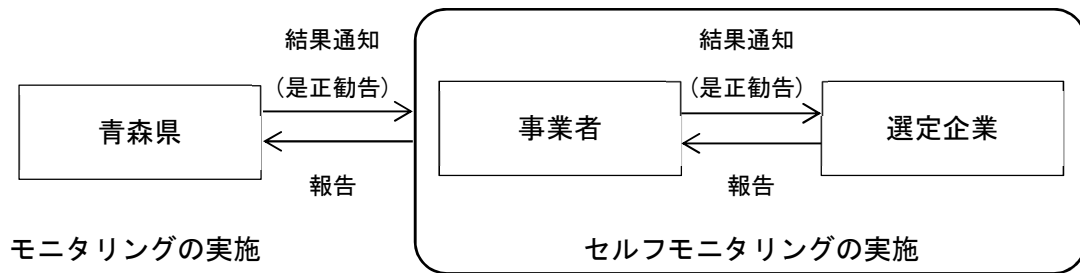 結果通知
(是正勧告)
青森県
報告
モニタリングの実施
結果通知
(是正勧告)
事業者
選定企業
報告
セルフモニタリングの実施